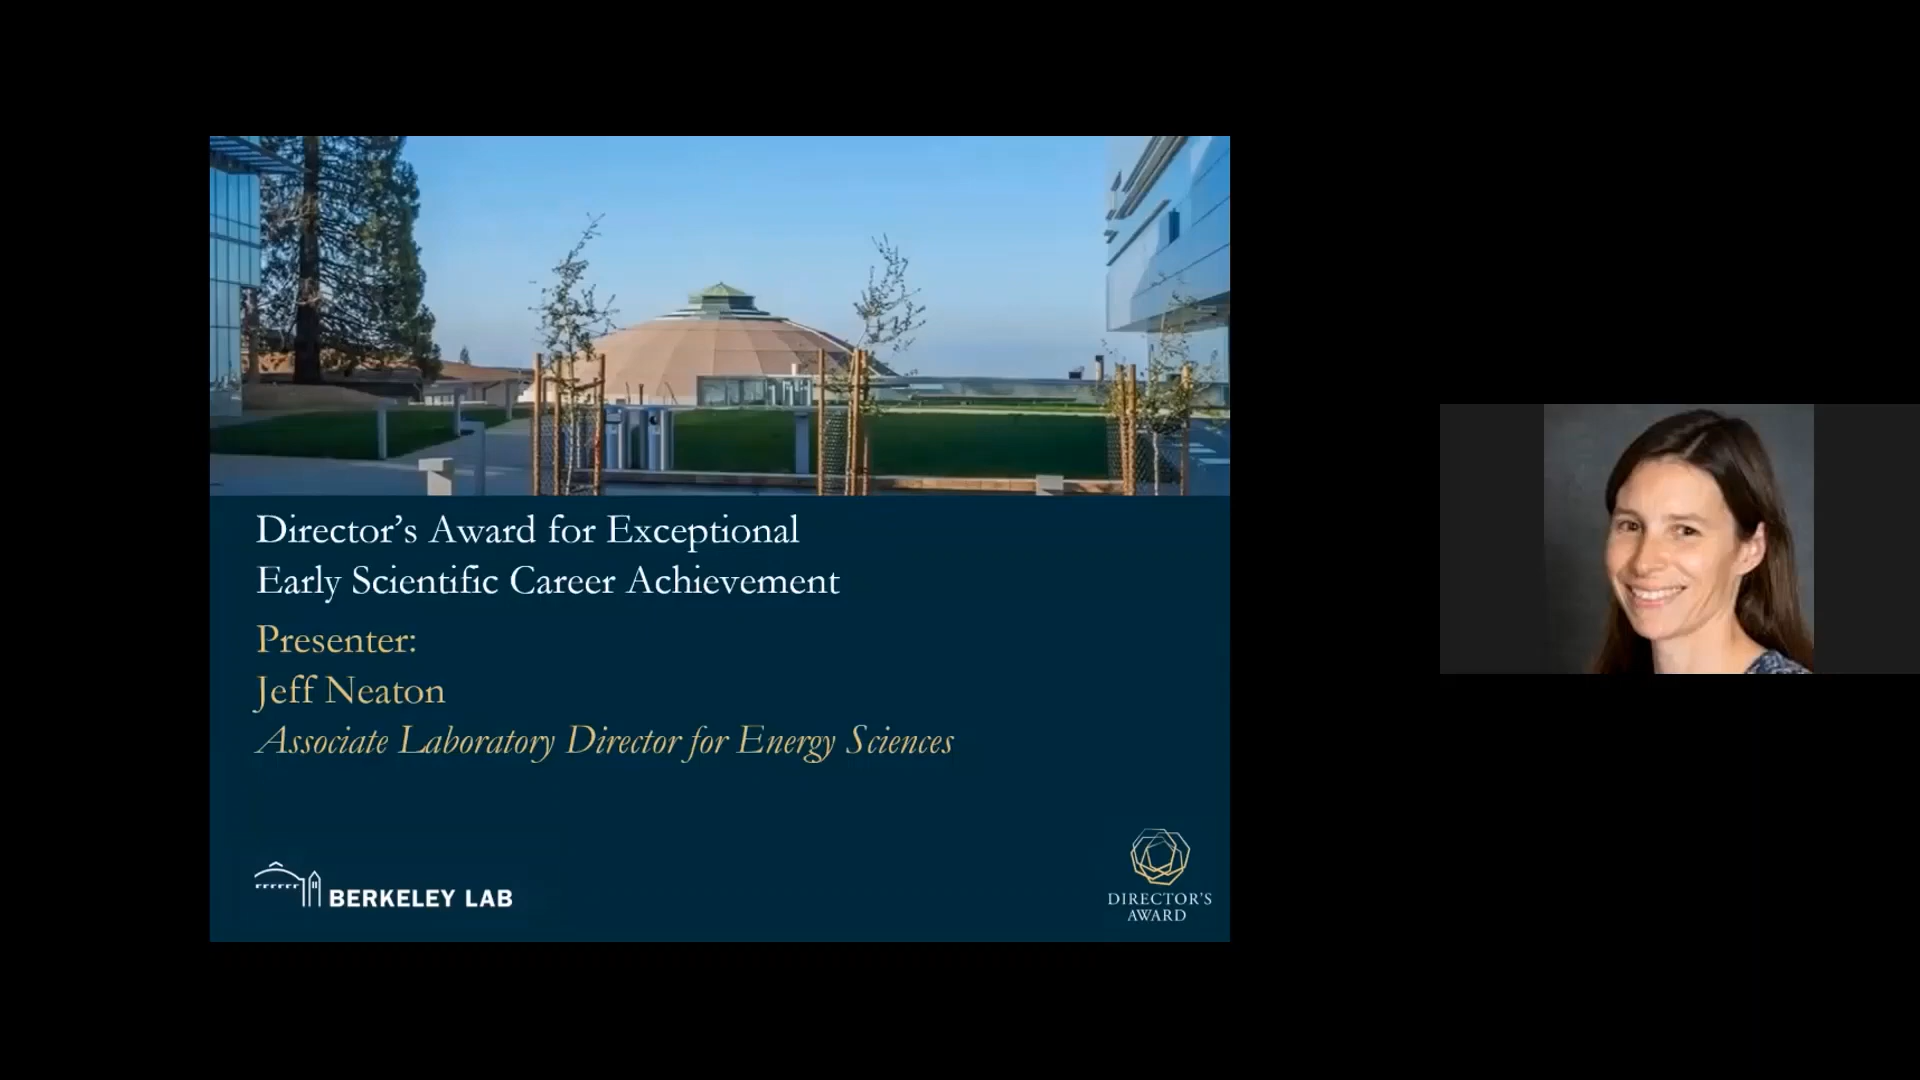 Director’s Award for Exceptional
Early Scientific Career Achievement
Presenter:
Jeff Neaton
Associate Laboratory Director for Energy Sciences
BERKELEY LAB
DIRECTOR'S
AWARD